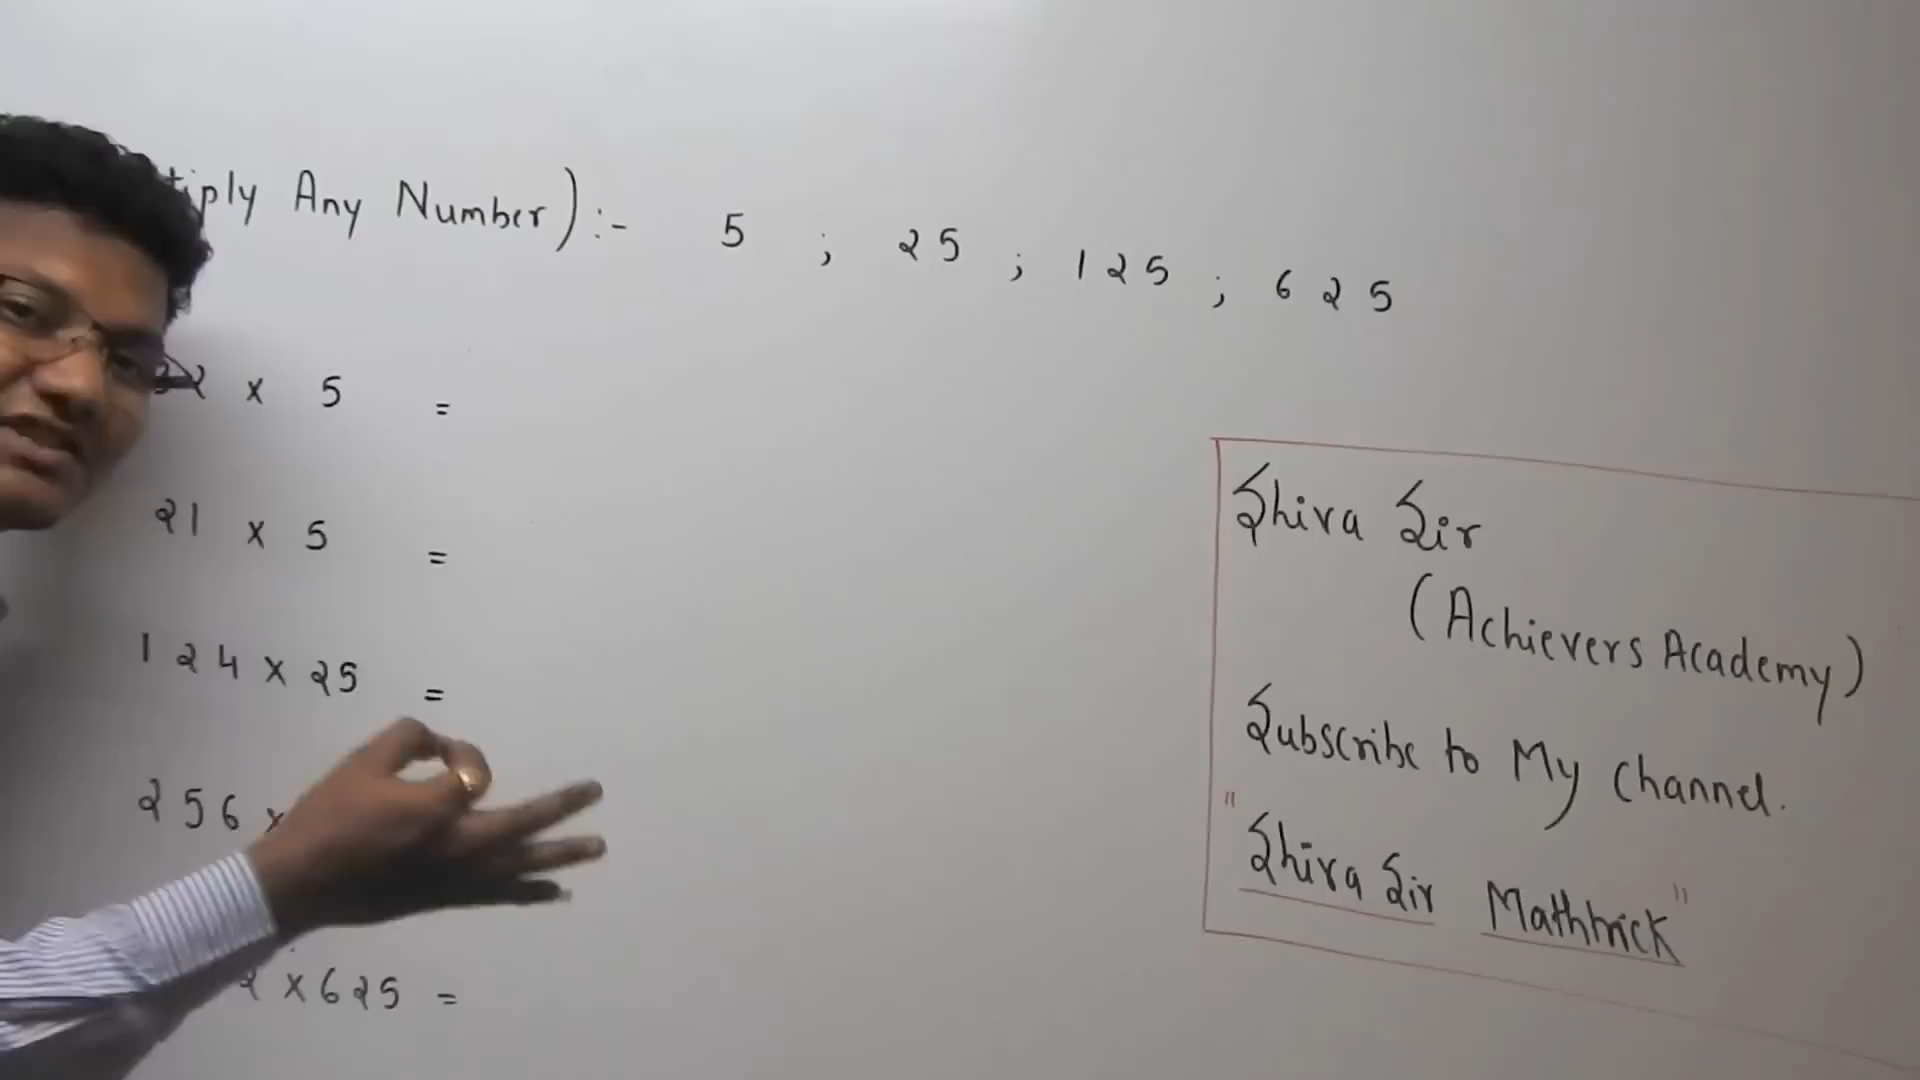 tiply Any Number) :- 5 ; 25 ; 125 ; 625
32 x 5 =
21 x 5 =
124 x 25 =
256 x
2 x 625 =
Shiva Sir
(Achievers Academy)
Subscribe to My channel.
"Shiva Sir Mathtrick"